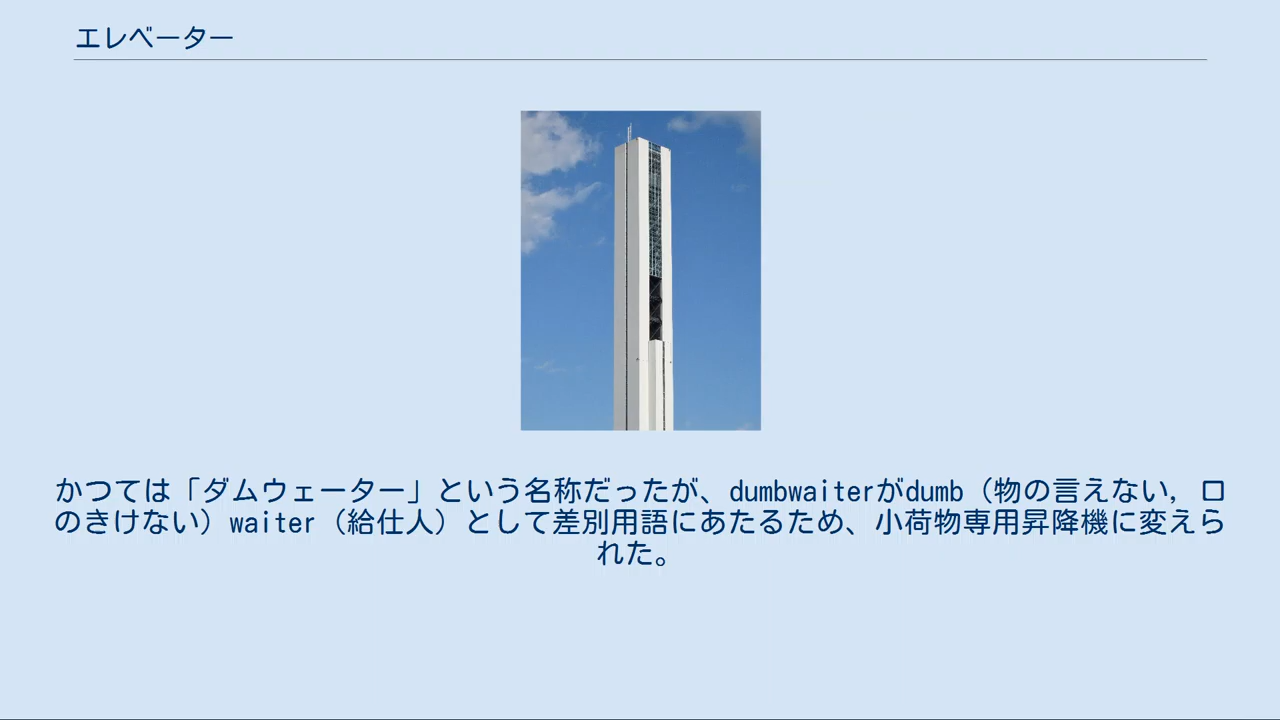 エレベーター
かつては「ダムウェーター」という名称だったが、dumbwaiterがdumb（物の言えない，口
のきけない）waiter（給仕人）として差別用語にあたるため、小荷物専用昇降機に変えら
れた。